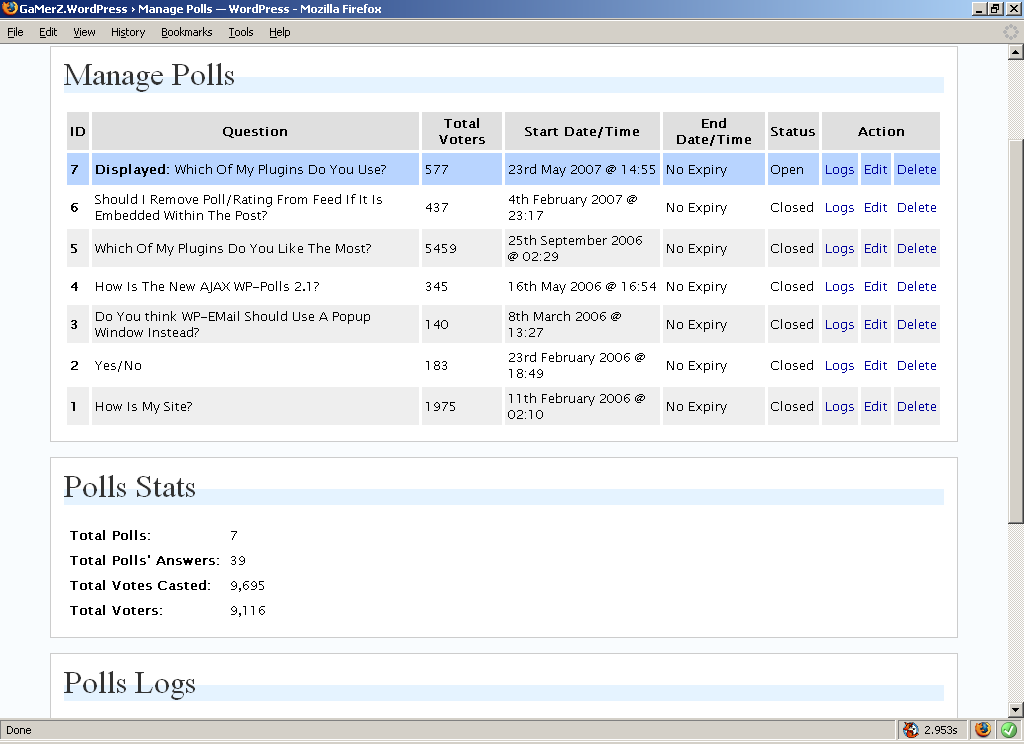 GaMerZ.WordPress › Manage Polls — WordPress - Mozilla Firefox
File Edit View History Bookmarks Tools Help
Manage Polls
ID Question Total Voters Start Date/Time End Date/Time Status Action
7 Displayed: Which Of My Plugins Do You Use? 577 23rd May 2007 @ 14:55 No Expiry Open Logs Edit Delete
6 Should I Remove Poll/Rating From Feed If It Is Embedded Within The Post? 437 4th February 2007 @ 23:17 No Expiry Closed Logs Edit Delete
5 Which Of My Plugins Do You Like The Most? 5459 25th September 2006 @ 02:29 No Expiry Closed Logs Edit Delete
4 How Is The New AJAX WP-Polls 2.1? 345 16th May 2006 @ 16:54 No Expiry Closed Logs Edit Delete
3 Do You think WP-EMail Should Use A Popup Window Instead? 140 8th March 2006 @ 13:27 No Expiry Closed Logs Edit Delete
2 Yes/No 183 23rd February 2006 @ 18:49 No Expiry Closed Logs Edit Delete
1 How Is My Site? 1975 11th February 2006 @ 02:10 No Expiry Closed Logs Edit Delete
Polls Stats
Total Polls: 7
Total Polls' Answers: 39
Total Votes Casted: 9,695
Total Voters: 9,116
Polls Logs
Done 2.953s